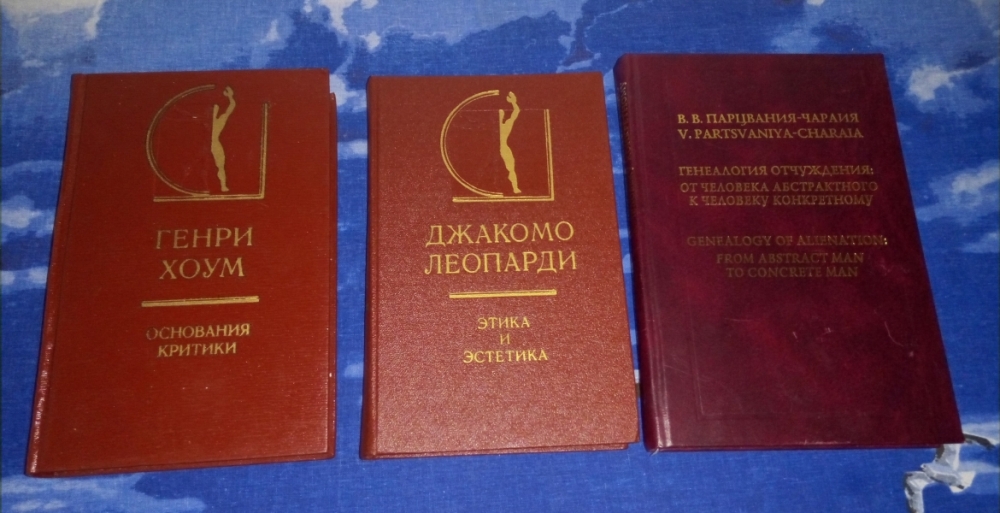 ГЕНРИ
ХОУМ
ОСНОВАНИЯ
КРИТИКИ
ДЖАКОМО
ЛЕОПАРДИ
ЭТИКА
И
ЭСТЕТИКА
В. В. ПАРЦВАНИЯ-ЧАРАИЯ
V. PARTSVANIYA-CHARAIA
ГЕНЕАЛОГИЯ ОТЧУЖДЕНИЯ:
ОТ ЧЕЛОВЕКА АБСТРАКТНОГО
К ЧЕЛОВЕКУ КОНКРЕТНОМУ
GENEALOGY OF ALIENATION:
FROM ABSTRACT MAN
TO CONCRETE MAN